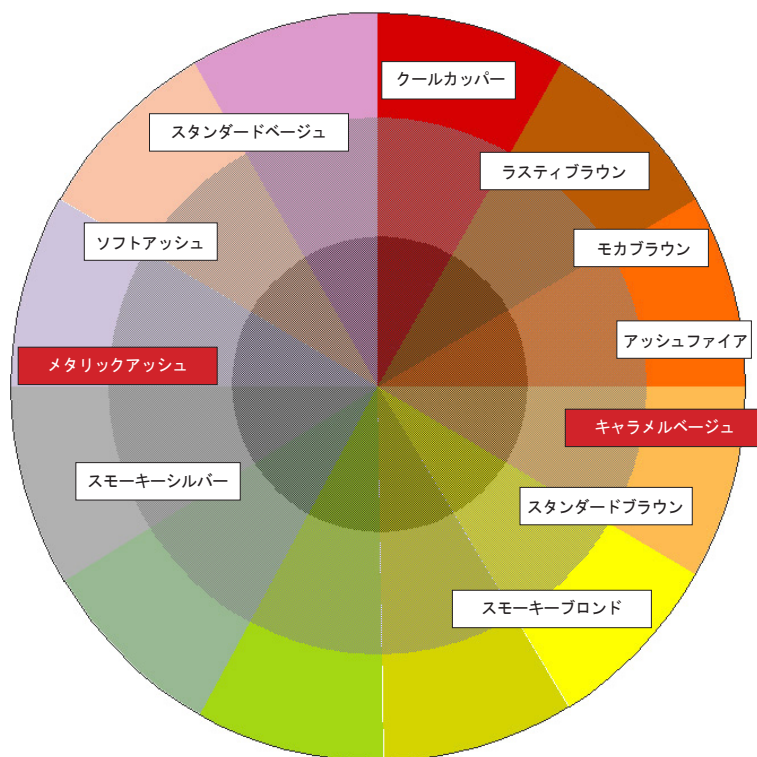 クールカッパー
スタンダードベージュ
ラスティブラウン
ソフトアッシュ
モカブラウン
アッシュファイア
メタリックアッシュ
キャラメルベージュ
スモーキーシルバー
スタンダードブラウン
スモーキーブロンド